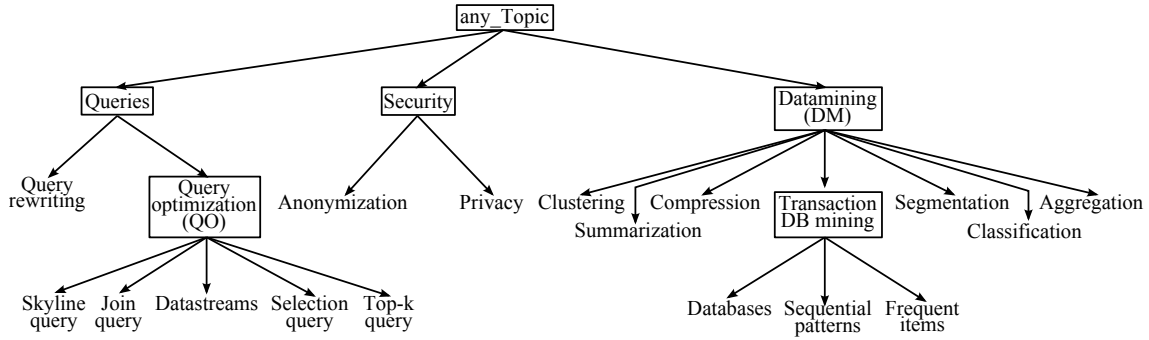 any_Topic
Queries
Security
Datamining
(DM)
Query
rewriting
Query
optimization
(QO)
Anonymization
Privacy
Clustering
Summarization
Compression
Transaction
DB mining
Segmentation
Classification
Aggregation
Skyline
query
Join
query
Datastreams
Selection
query
Top-k
query
Databases
Sequential
patterns
Frequent
items